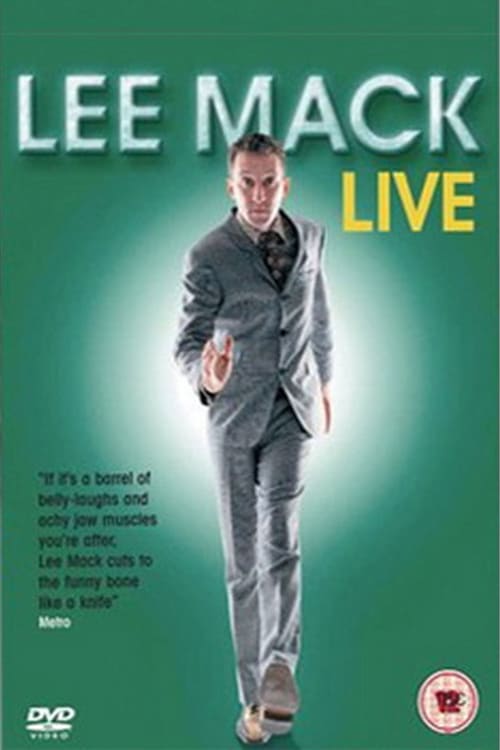 LEE MACK
LIVE
"If it's a barrel of
belly-laughs and
achy jaw muscles
you're after,
Lee Mack cuts to
the funny bone
like a knife"
Metro
DVD
VIDEO
12